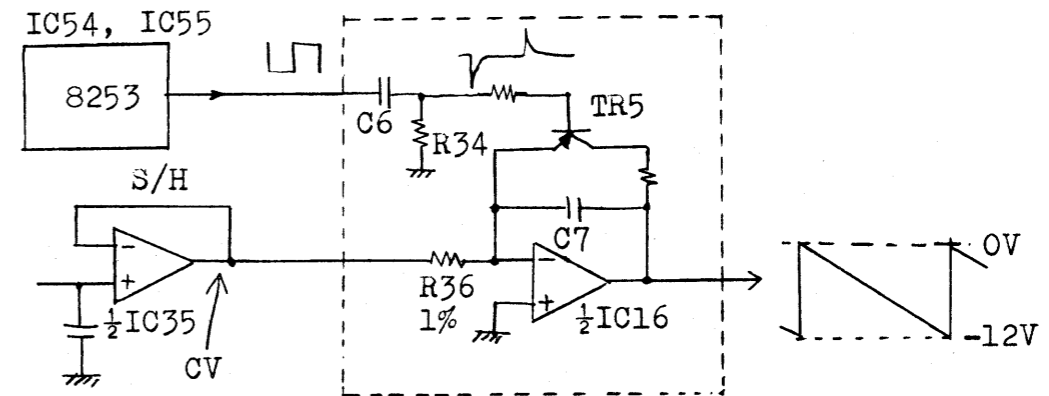 IC54, IC55
8253
C6
R34
TR5
S/H
C7
R36
1%
½IC35
½IC16
CV
0V
-12V
-
+
-
+